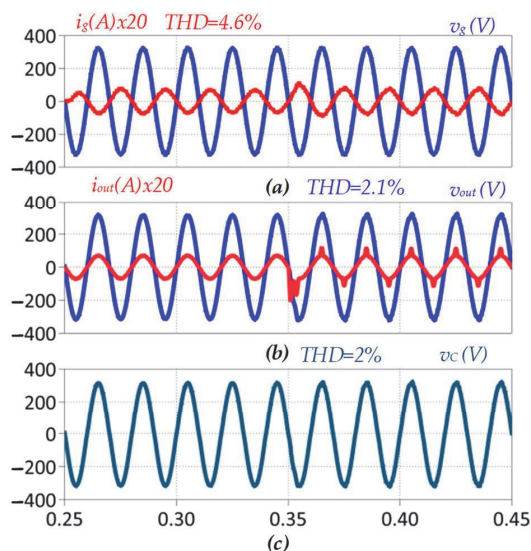 i_g(A)x20 THD=4.6% v_g (V)
400
200
0
−200
−400
(a)
i_out(A)x20 THD=2.1% v_out (V)
400
200
0
−200
−400
(b)
THD=2% v_C (V)
400
200
0
−200
−400
0.25 0.30 0.35 0.40 0.45
(c)